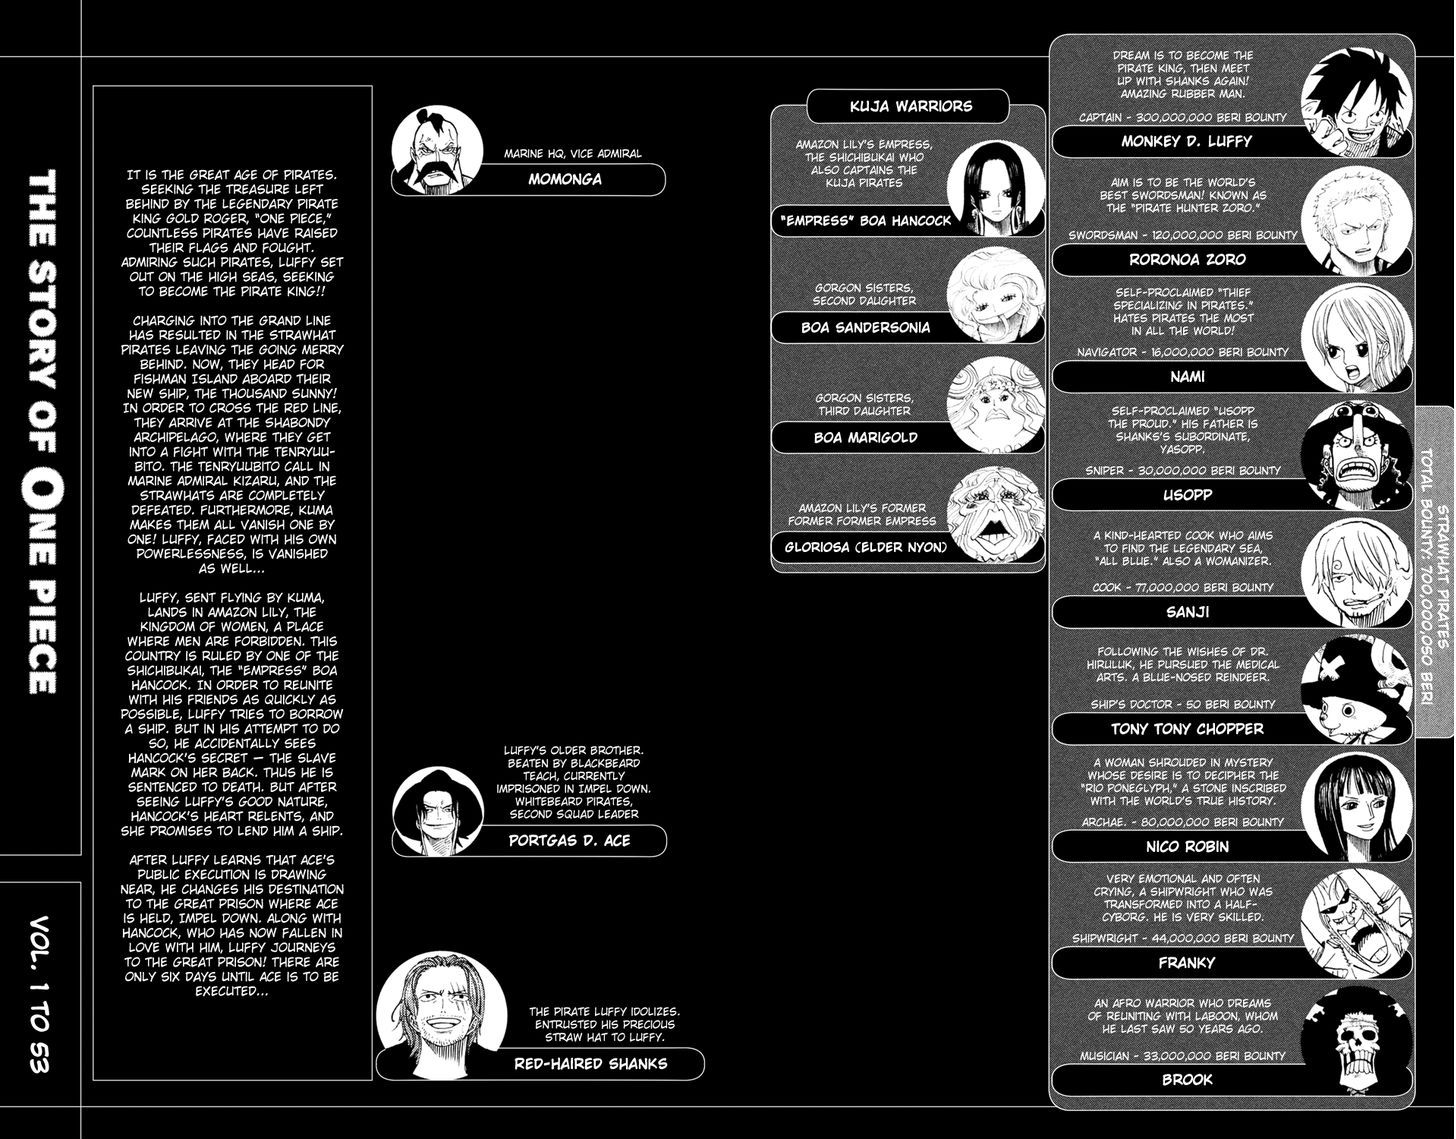 THE STORY OF ONE PIECE
VOL. 1 TO 53
IT IS THE GREAT AGE OF PIRATES.
SEEKING THE TREASURE LEFT
BEHIND BY THE LEGENDARY PIRATE
KING GOLD ROGER, "ONE PIECE,"
COUNTLESS PIRATES HAVE RAISED
THEIR FLAGS AND FOUGHT.
ADMIRING SUCH PIRATES, LUFFY SET
OUT ON THE HIGH SEAS, SEEKING
TO BECOME THE PIRATE KING!!
CHARGING INTO THE GRAND LINE
HAS RESULTED IN THE STRAWHAT
PIRATES LEAVING THE GOING MERRY
BEHIND. NOW, THEY HEAD FOR
FISHMAN ISLAND ABOARD THEIR
NEW SHIP, THE THOUSAND SUNNY!
IN ORDER TO CROSS THE RED LINE,
THEY ARRIVE AT THE SHABONDY
ARCHIPELAGO, WHERE THEY GET
INTO A FIGHT WITH THE TENRYUU-
BITO. THE TENRYUUBITO CALL IN
MARINE ADMIRAL KIZARU, AND THE
STRAWHATS ARE COMPLETELY
DEFEATED. FURTHERMORE, KUMA
MAKES THEM ALL VANISH ONE BY
ONE! LUFFY, FACED WITH HIS OWN
POWERLESSNESS, IS VANISHED
AS WELL...
LUFFY, SENT FLYING BY KUMA,
LANDS IN AMAZON LILY, THE
KINGDOM OF WOMEN, A PLACE
WHERE MEN ARE FORBIDDEN. THIS
COUNTRY IS RULED BY ONE OF THE
SHICHIBUKAI, THE "EMPRESS" BOA
HANCOCK. IN ORDER TO REUNITE
WITH HIS FRIENDS AS QUICKLY AS
POSSIBLE, LUFFY TRIES TO BORROW
A SHIP. BUT IN HIS ATTEMPT TO DO
SO, HE ACCIDENTALLY SEES
HANCOCK'S SECRET — THE SLAVE
MARK ON HER BACK. THUS HE IS
SENTENCED TO DEATH. BUT AFTER
SEEING LUFFY'S GOOD NATURE,
HANCOCK'S HEART RELENTS, AND
SHE PROMISES TO LEND HIM A SHIP.
AFTER LUFFY LEARNS THAT ACE'S
PUBLIC EXECUTION IS DRAWING
NEAR, HE CHANGES HIS DESTINATION
TO THE GREAT PRISON WHERE ACE
IS HELD, IMPEL DOWN. ALONG WITH
HANCOCK, WHO HAS NOW FALLEN IN
LOVE WITH HIM, LUFFY JOURNEYS
TO THE GREAT PRISON! THERE ARE
ONLY SIX DAYS UNTIL ACE IS TO BE
EXECUTED...
MARINE HQ, VICE ADMIRAL
MOMONGA
LUFFY'S OLDER BROTHER.
BEATEN BY BLACKBEARD
TEACH, CURRENTLY
IMPRISONED IN IMPEL DOWN.
WHITEBEARD PIRATES,
SECOND SQUAD LEADER
PORTGAS D. ACE
THE PIRATE LUFFY IDOLIZES.
ENTRUSTED HIS PRECIOUS
STRAW HAT TO LUFFY.
RED-HAIRED SHANKS
KUJA WARRIORS
AMAZON LILY'S EMPRESS,
THE SHICHIBUKAI WHO
ALSO CAPTAINS THE
KUJA PIRATES
"EMPRESS" BOA HANCOCK
GORGON SISTERS,
SECOND DAUGHTER
BOA SANDERSONIA
GORGON SISTERS,
THIRD DAUGHTER
BOA MARIGOLD
AMAZON LILY'S FORMER
FORMER FORMER EMPRESS
GLORIOSA (ELDER NYON)
DREAM IS TO BECOME THE
PIRATE KING, THEN MEET
UP WITH SHANKS AGAIN!
AMAZING RUBBER MAN.
CAPTAIN - 300,000,000 BERI BOUNTY
MONKEY D. LUFFY
AIM IS TO BE THE WORLD'S
BEST SWORDSMAN! KNOWN AS
THE "PIRATE HUNTER ZORO."
SWORDSMAN - 120,000,000 BERI BOUNTY
RORONOA ZORO
SELF-PROCLAIMED "THIEF
SPECIALIZING IN PIRATES."
HATES PIRATES THE MOST
IN ALL THE WORLD!
NAVIGATOR - 16,000,000 BERI BOUNTY
NAMI
SELF-PROCLAIMED "USOPP
THE PROUD." HIS FATHER IS
SHANKS'S SUBORDINATE,
YASOPP.
SNIPER - 30,000,000 BERI BOUNTY
USOPP
A KIND-HEARTED COOK WHO AIMS
TO FIND THE LEGENDARY SEA,
"ALL BLUE." ALSO A WOMANIZER.
COOK - 77,000,000 BERI BOUNTY
SANJI
FOLLOWING THE WISHES OF DR.
HIRULUK, HE PURSUED THE MEDICAL
ARTS. A BLUE-NOSED REINDEER.
SHIP'S DOCTOR - 50 BERI BOUNTY
TONY TONY CHOPPER
A WOMAN SHROUDED IN MYSTERY
WHOSE DESIRE IS TO DECIPHER THE
"RIO PONEGLYPH," A STONE INSCRIBED
WITH THE WORLD'S TRUE HISTORY.
ARCHAE. - 80,000,000 BERI BOUNTY
NICO ROBIN
VERY EMOTIONAL AND OFTEN
CRYING, A SHIPWRIGHT WHO WAS
TRANSFORMED INTO A HALF-
CYBORG. HE IS VERY SKILLED.
SHIPWRIGHT - 44,000,000 BERI BOUNTY
FRANKY
AN AFRO WARRIOR WHO DREAMS
OF REUNITING WITH LABOON, WHOM
HE LAST SAW 50 YEARS AGO.
MUSICIAN - 33,000,000 BERI BOUNTY
BROOK
STRAWHAT PIRATES
TOTAL BOUNTY: 700,000,050 BERI